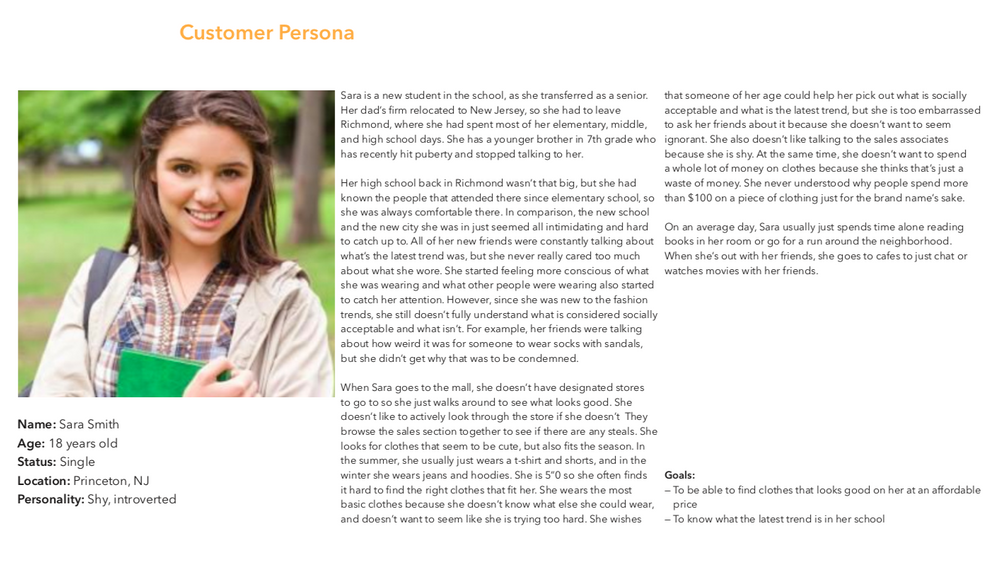 Customer Persona
Sara is a new student in the school, as she transferred as a senior.
Her dad's firm relocated to New Jersey, so she had to leave
Richmond, where she had spent most of her elementary, middle,
and high school days. She has a younger brother in 7th grade who
has recently hit puberty and stopped talking to her.
Her high school back in Richmond wasn't that big, but she had
known the people that attended there since elementary school, so
she was always comfortable there. In comparison, the new school
and the new city she was in just seemed all intimidating and hard
to catch up to. All of her new friends were constantly talking about
what's the latest trend was, but she never really cared too much
about what she wore. She started feeling more conscious of what
she was wearing and what other people were wearing also started
to catch her attention. However, since she was new to the fashion
trends, she still doesn't fully understand what is considered socially
acceptable and what isn't. For example, her friends were talking
about how weird it was for someone to wear socks with sandals,
but she didn't get why that was to be condemned.
When Sara goes to the mall, she doesn't have designated stores
to go to so she just walks around to see what looks good. She
doesn't like to actively look through the store if she doesn't They
browse the sales section together to see if there are any steals. She
looks for clothes that seem to be cute, but also fits the season. In
the summer, she usually just wears a t-shirt and shorts, and in the
winter she wears jeans and hoodies. She is 5"0 so she often finds
it hard to find the right clothes that fit her. She wears the most
basic clothes because she doesn't know what else she could wear,
and doesn't want to seem like she is trying too hard. She wishes
that someone of her age could help her pick out what is socially
acceptable and what is the latest trend, but she is too embarrassed
to ask her friends about it because she doesn't want to seem
ignorant. She also doesn't like talking to the sales associates
because she is shy. At the same time, she doesn't want to spend
a whole lot of money on clothes because she thinks that's just a
waste of money. She never understood why people spend more
than $100 on a piece of clothing just for the brand name's sake.
On an average day, Sara usually just spends time alone reading
books in her room or go for a run around the neighborhood.
When she's out with her friends, she goes to cafes to just chat or
watches movies with her friends.
Name: Sara Smith
Age: 18 years old
Status: Single
Location: Princeton, NJ
Personality: Shy, introverted
Goals:
– To be able to find clothes that looks good on her at an affordable
price
– To know what the latest trend is in her school